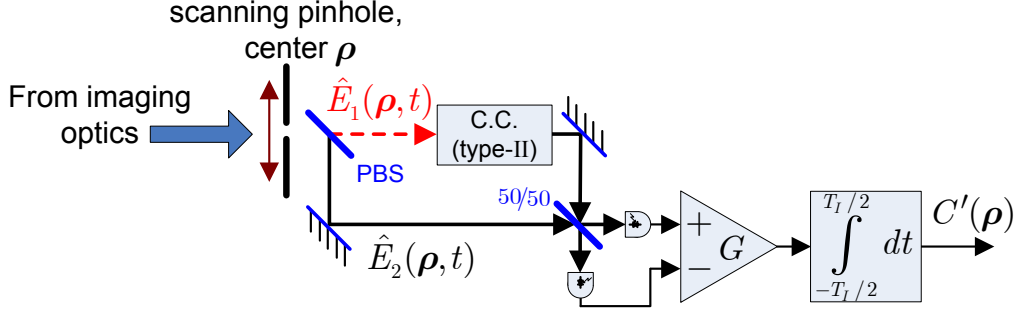 scanning pinhole,
center ρ
From imaging
optics
Ê₁(ρ,t)
C.C.
(type-II)
PBS
50/50
Ê₂(ρ,t)
+
−
G
T_I/2
∫ dt
−T_I/2
C′(ρ)